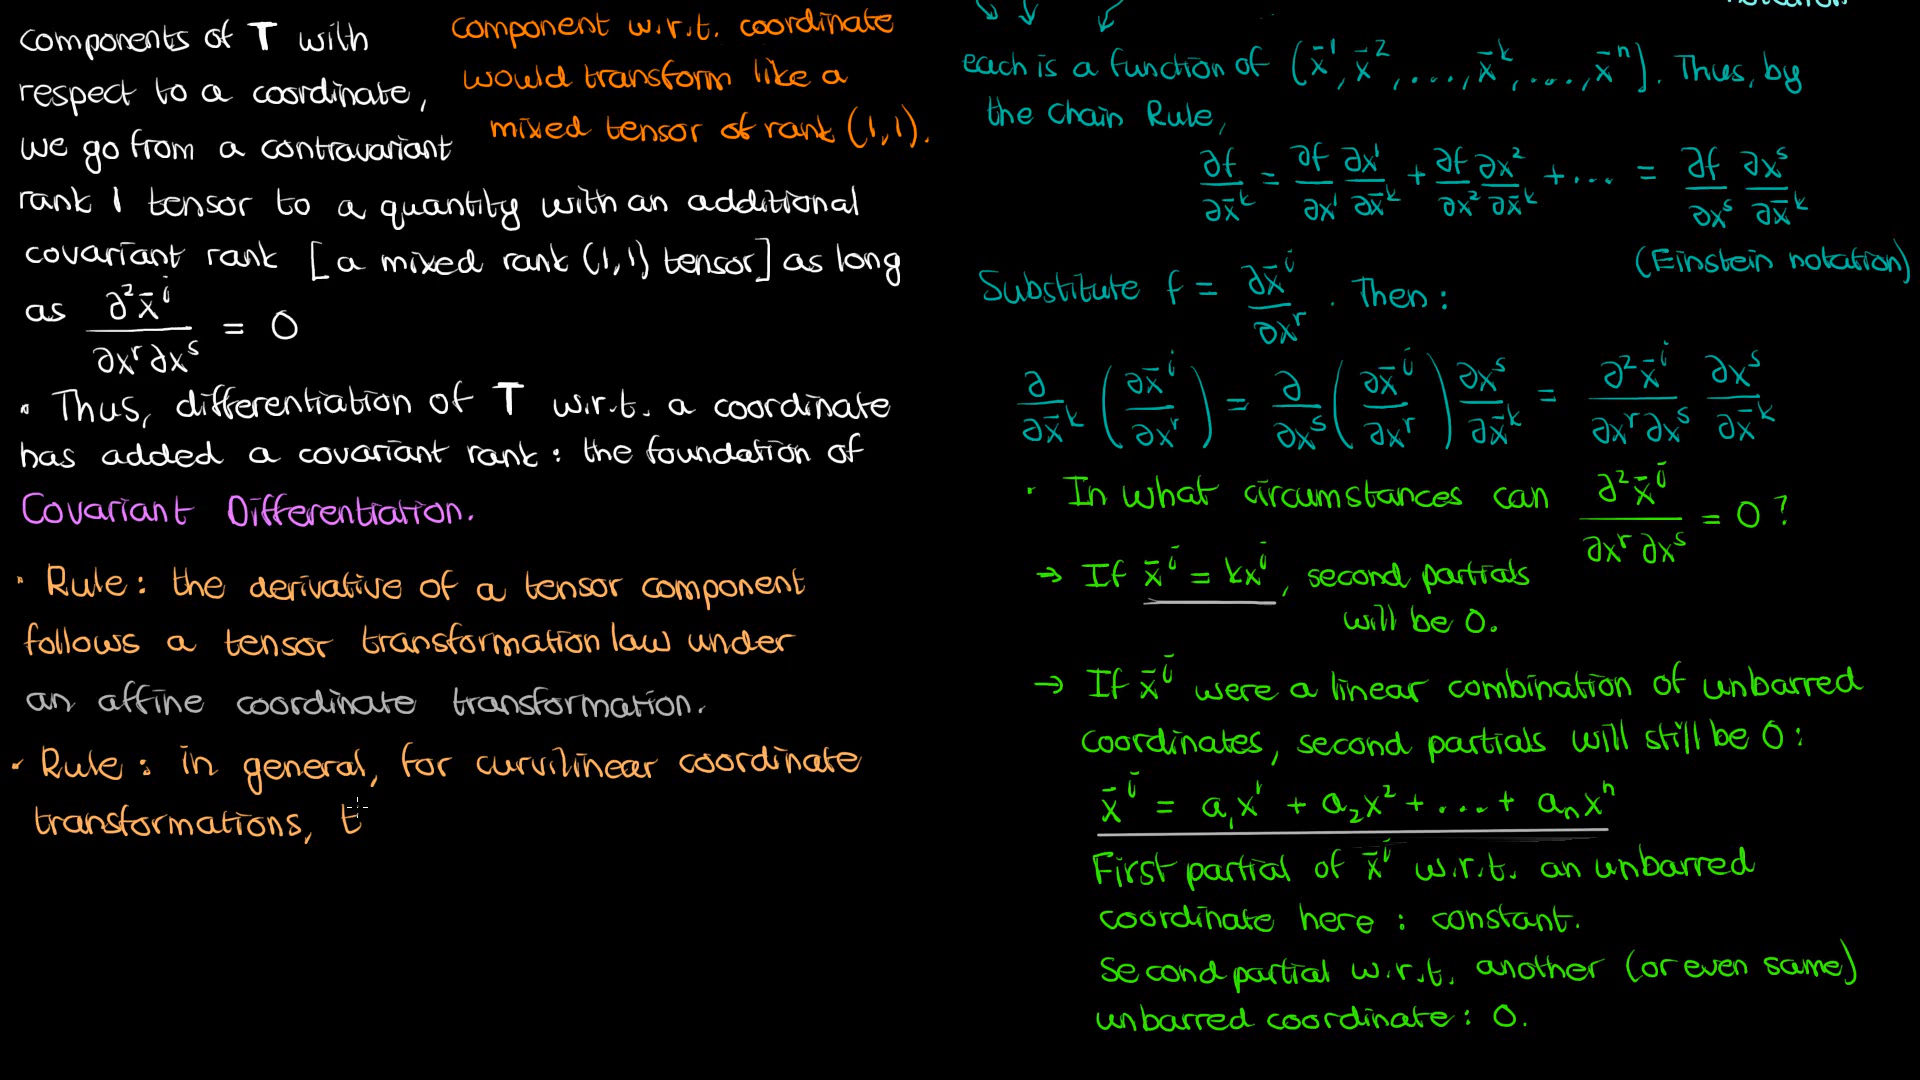 components of T with
respect to a coordinate,
we go from a contravariant
rank 1 tensor to a quantity with an additional
covariant rank [a mixed rank (1,1) tensor] as long
as ∂²x̄ⁱ/∂xʳ∂xˢ = 0
• Thus, differentiation of T w.r.t. a coordinate
has added a covariant rank: the foundation of
Covariant Differentiation.
• Rule: the derivative of a tensor component
follows a tensor transformation law under
an affine coordinate transformation.
• Rule: in general, for curvilinear coordinate
transformations, t
component w.r.t. coordinate
would transform like a
mixed tensor of rank (1,1).
each is a function of (x̄¹, x̄², ..., x̄ᵏ, ..., x̄ⁿ). Thus, by
the Chain Rule,
∂f/∂x̄ᵏ = ∂f/∂x¹ ∂x¹/∂x̄ᵏ + ∂f/∂x² ∂x²/∂x̄ᵏ + ... = ∂f/∂xˢ ∂xˢ/∂x̄ᵏ
(Einstein notation)
Substitute f = ∂x̄ⁱ/∂xʳ. Then:
∂/∂x̄ᵏ (∂x̄ⁱ/∂xʳ) = ∂/∂xˢ (∂x̄ⁱ/∂xʳ) ∂xˢ/∂x̄ᵏ = ∂²x̄ⁱ/∂xʳ∂xˢ ∂xˢ/∂x̄ᵏ
• In what circumstances can ∂²x̄ⁱ/∂xʳ∂xˢ = 0?
→ If x̄ⁱ = kxⁱ, second partials
will be 0.
→ If x̄ⁱ were a linear combination of unbarred
coordinates, second partials will still be 0:
x̄ⁱ = a₁x¹ + a₂x² + ... + aₙxⁿ
First partial of x̄ⁱ w.r.t. an unbarred
coordinate here: constant.
Second partial w.r.t. another (or even same)
unbarred coordinate: 0.